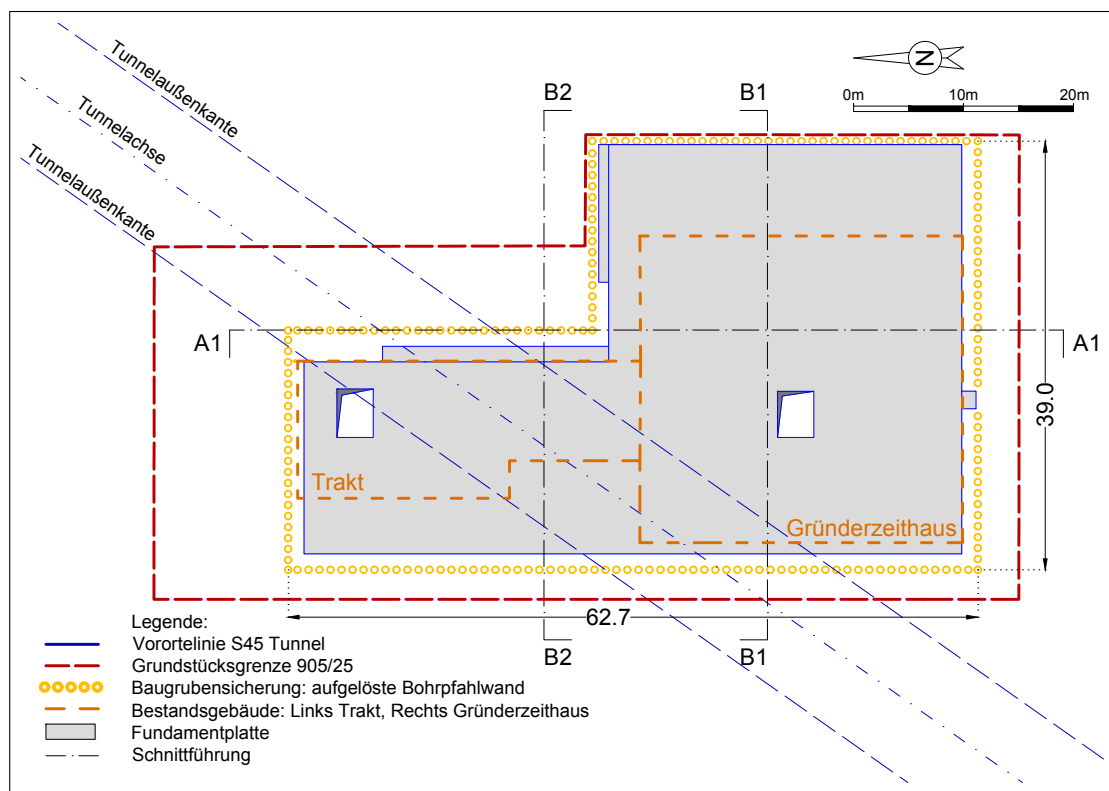 Tunnelaußenkante
Tunnelachse
Tunnelaußenkante
B2
B1
N
0m
10m
20m
A1
A1
39.0
Trakt
Gründerzeithaus
62.7
B2
B1
Legende:
Vorortelinie S45 Tunnel
Grundstücksgrenze 905/25
Baugrubensicherung: aufgelöste Bohrpfahlwand
Bestandsgebäude: Links Trakt, Rechts Gründerzeithaus
Fundamentplatte
Schnittführung